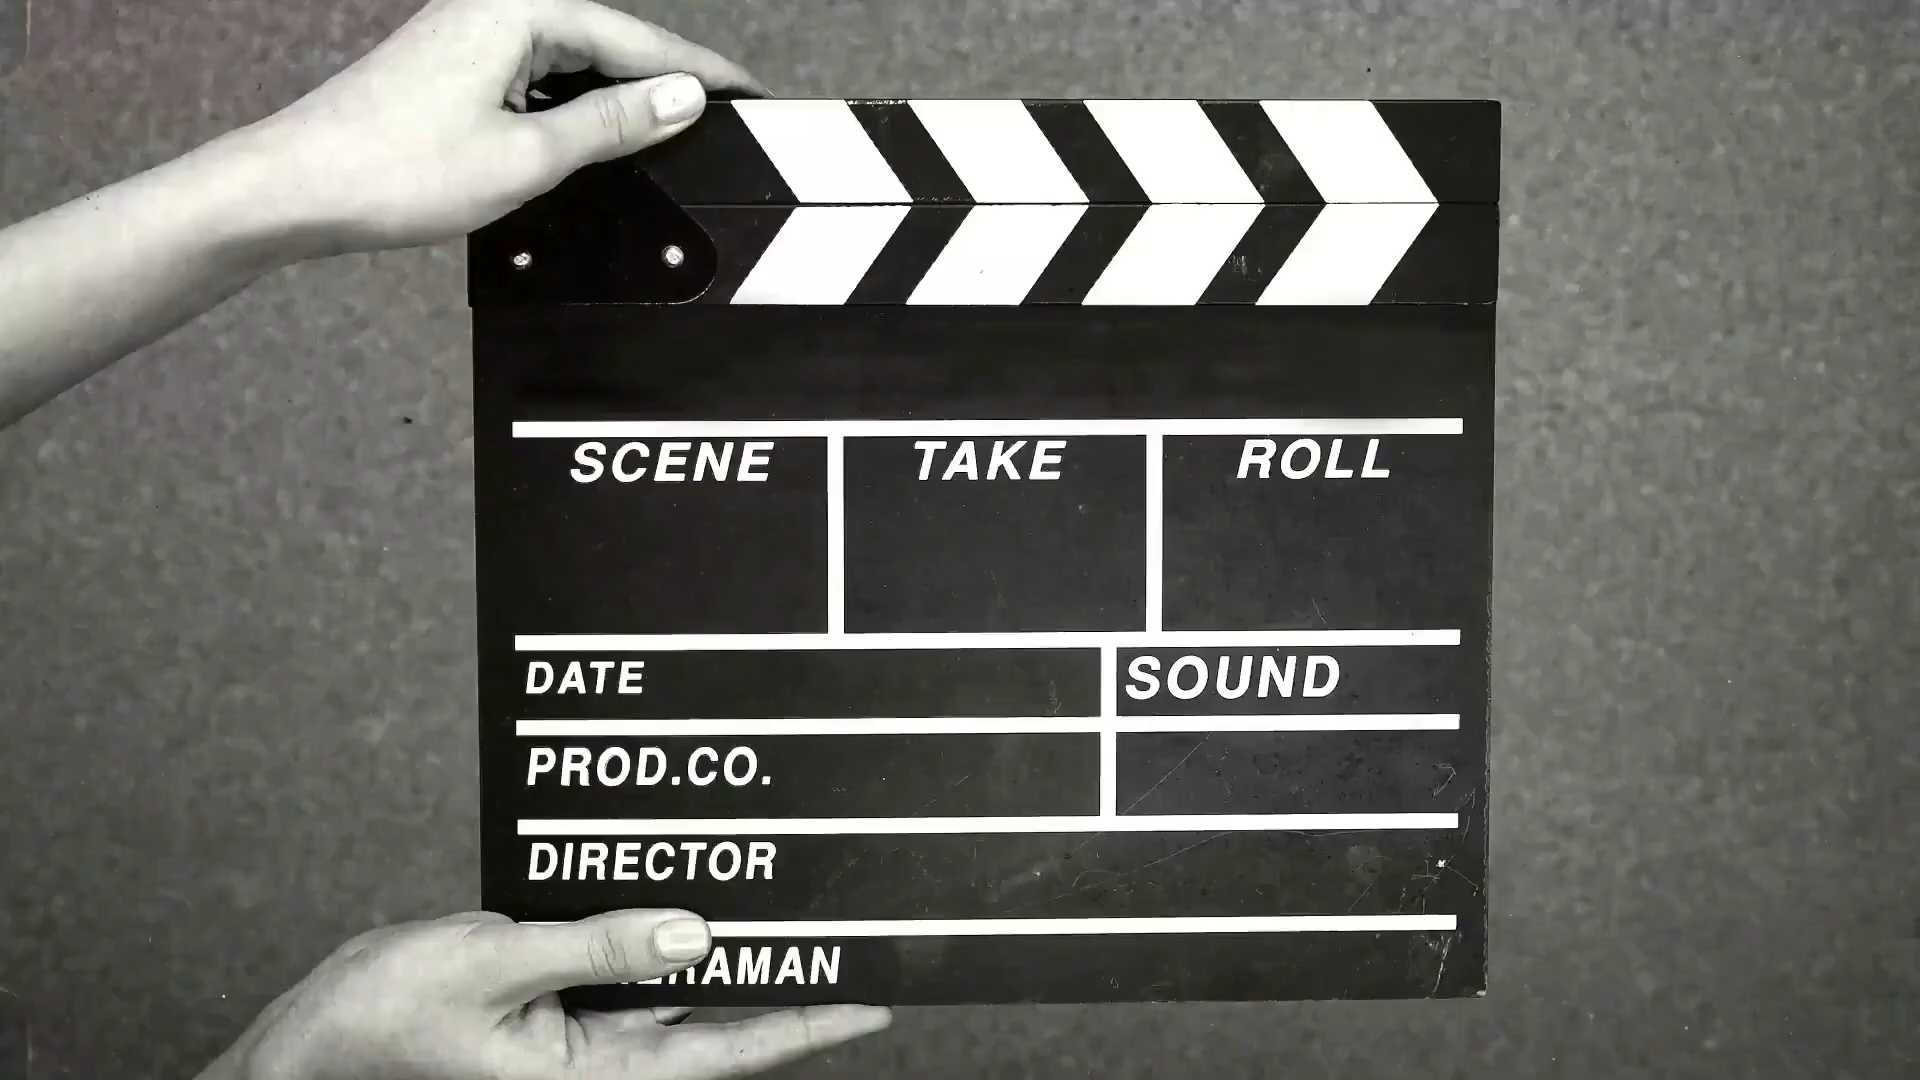 SCENE TAKE ROLL
DATE SOUND
PROD.CO.
DIRECTOR